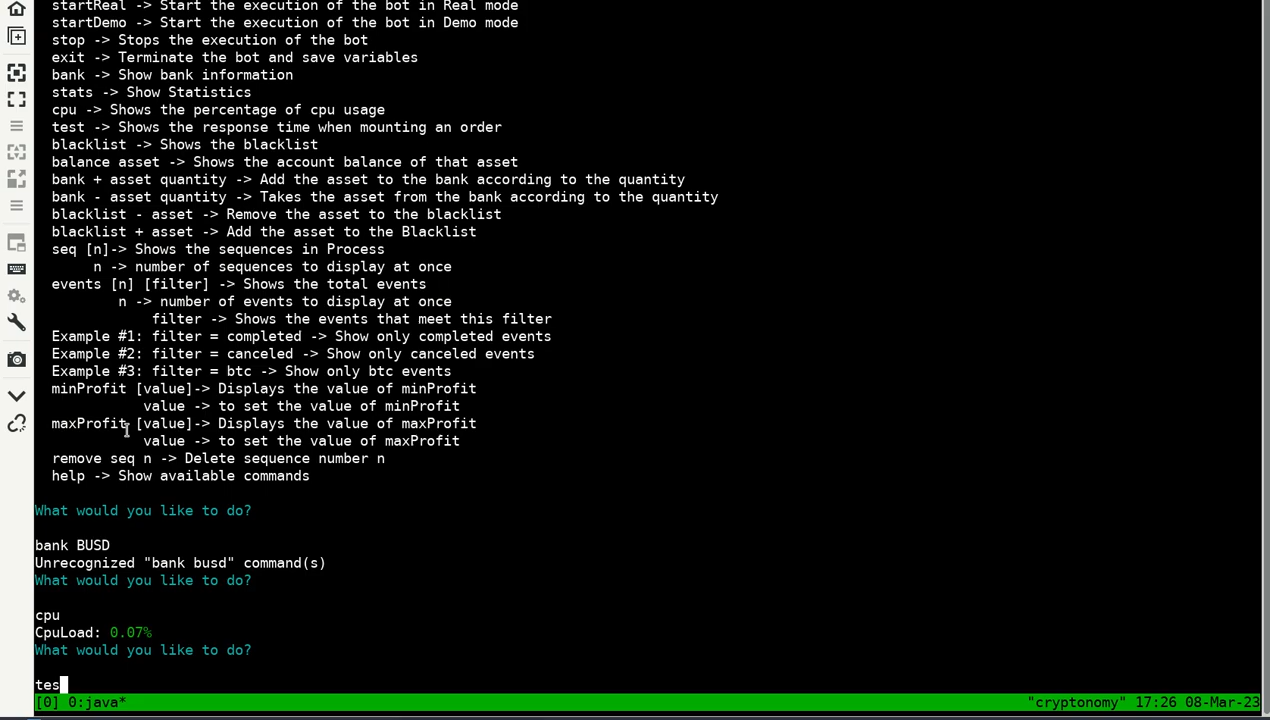 startReal -> Start the execution of the bot in Real mode
startDemo -> Start the execution of the bot in Demo mode
stop -> Stops the execution of the bot
exit -> Terminate the bot and save variables
bank -> Show bank information
stats -> Show Statistics
cpu -> Shows the percentage of cpu usage
test -> Shows the response time when mounting an order
blacklist -> Shows the blacklist
balance asset -> Shows the account balance of that asset
bank + asset quantity -> Add the asset to the bank according to the quantity
bank - asset quantity -> Takes the asset from the bank according to the quantity
blacklist - asset -> Remove the asset to the blacklist
blacklist + asset -> Add the asset to the Blacklist
seq [n]-> Shows the sequences in Process
n -> number of sequences to display at once
events [n] [filter] -> Shows the total events
n -> number of events to display at once
filter -> Shows the events that meet this filter
Example #1: filter = completed -> Show only completed events
Example #2: filter = canceled -> Show only canceled events
Example #3: filter = btc -> Show only btc events
minProfit [value]-> Displays the value of minProfit
value -> to set the value of minProfit
maxProfit [value]-> Displays the value of maxProfit
value -> to set the value of maxProfit
remove seq n -> Delete sequence number n
help -> Show available commands
What would you like to do?
bank BUSD
Unrecognized "bank busd" command(s)
What would you like to do?
cpu
CpuLoad: 0.07%
What would you like to do?
tes
[0] 0:java* "cryptonomy" 17:26 08-Mar-23